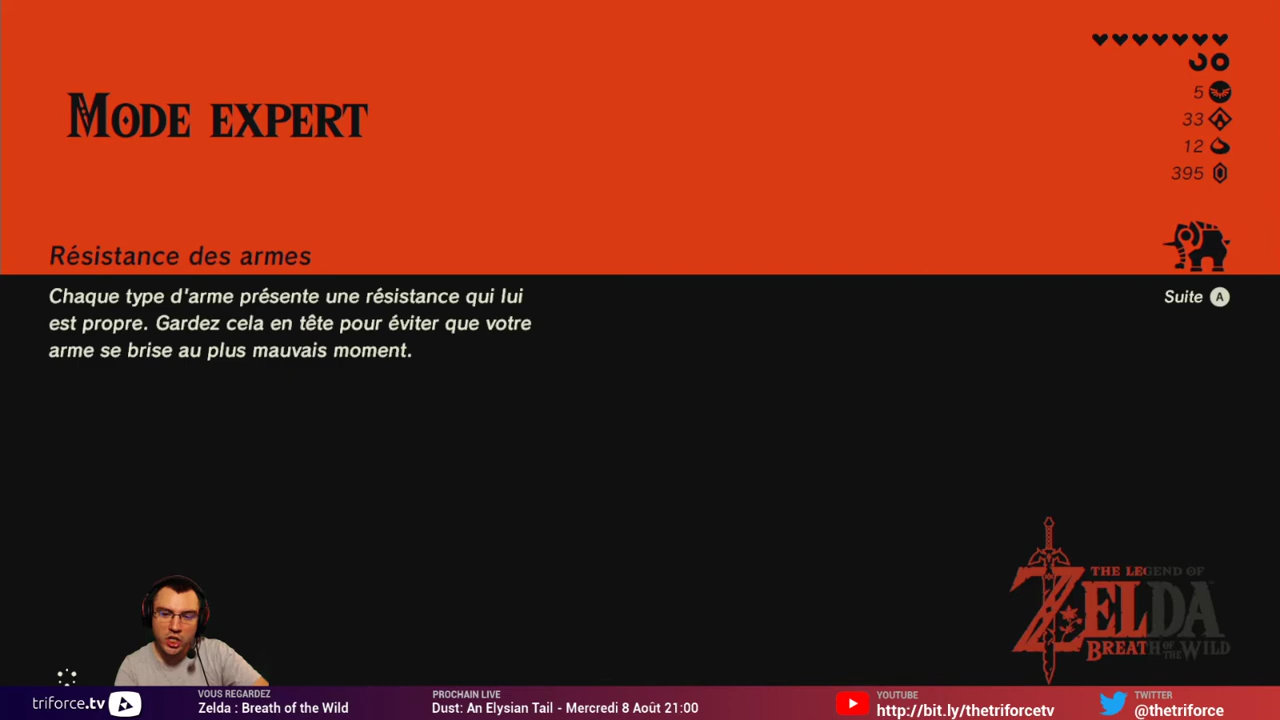 Mode expert
5
33
12
395
Résistance des armes
Chaque type d'arme présente une résistance qui lui
est propre. Gardez cela en tête pour éviter que votre
arme se brise au plus mauvais moment.
Suite A
THE LEGEND OF
ZELDA
BREATH OF THE WILD
triforce.tv
VOUS REGARDEZ
Zelda : Breath of the Wild
PROCHAIN LIVE
Dust: An Elysian Tail - Mercredi 8 Août 21:00
YOUTUBE
http://bit.ly/thetriforcetv
TWITTER
@thetriforce